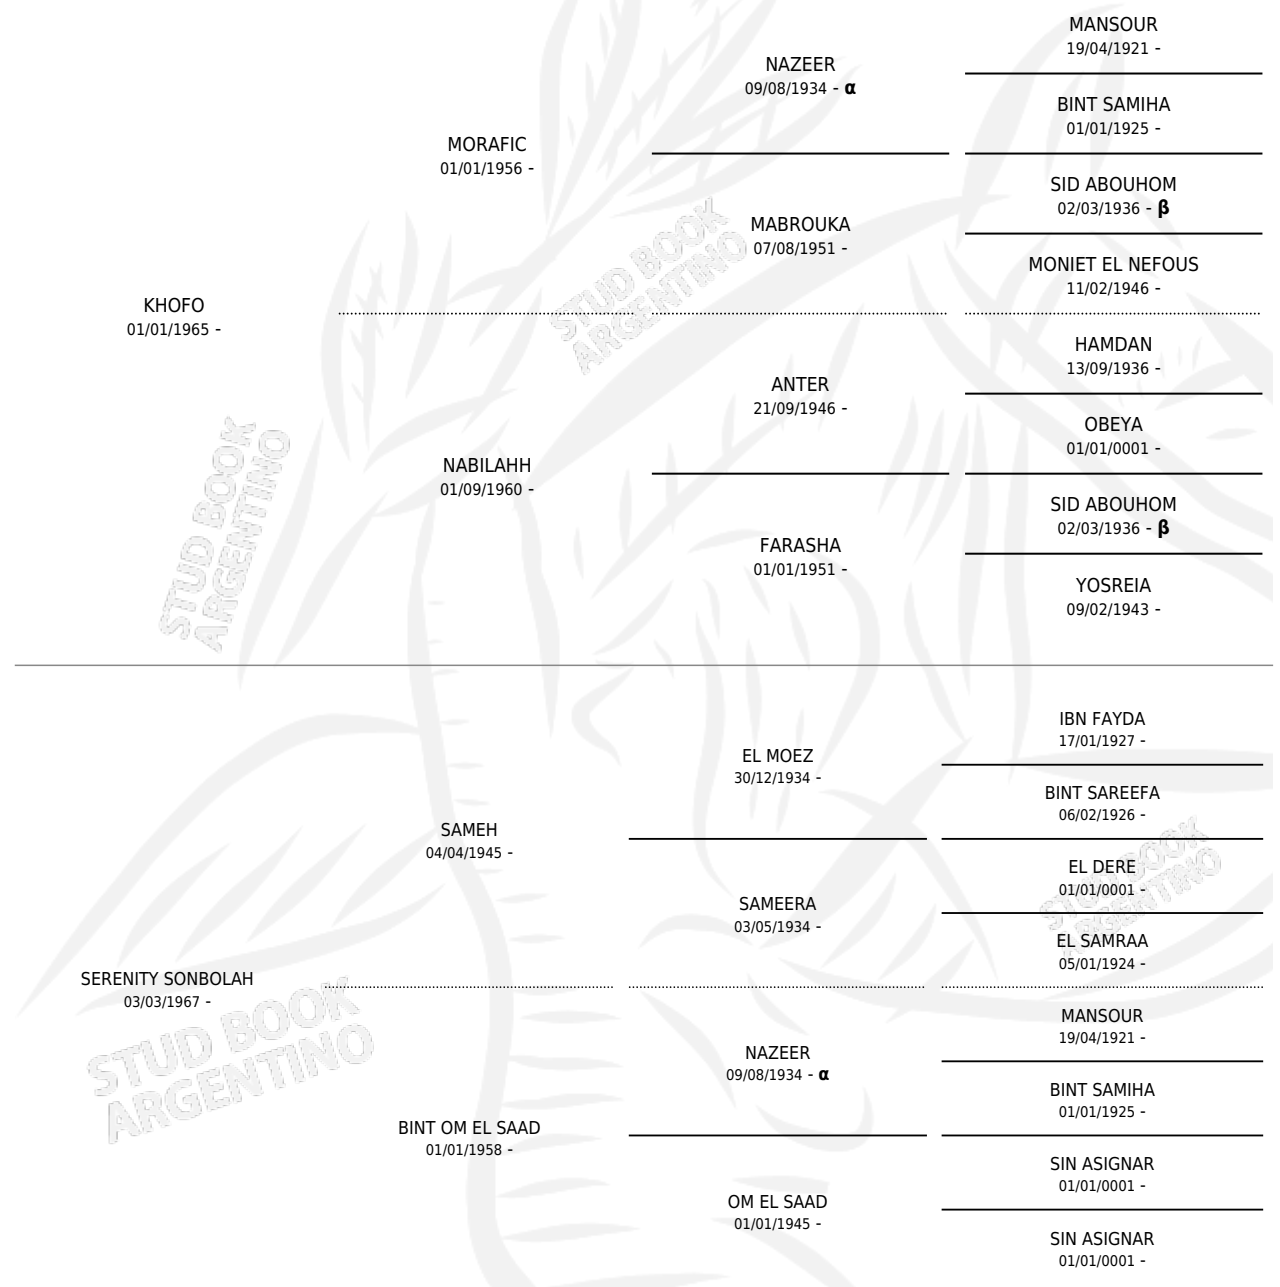 MANSOUR
19/04/1921 -
NAZEER
09/08/1934 - α
BINT SAMIHA
01/01/1925 -
MORAFIC
01/01/1956 -
SID ABOUHOM
02/03/1936 - β
MABROUKA
07/08/1951 -
MONIET EL NEFOUS
11/02/1946 -
KHOFO
01/01/1965 -
HAMDAN
13/09/1936 -
ANTER
21/09/1946 -
OBEYA
01/01/0001 -
NABILAHH
01/09/1960 -
SID ABOUHOM
02/03/1936 - β
FARASHA
01/01/1951 -
YOSREIA
09/02/1943 -
STUD BOOK
ARGENTINO
STUD BOOK
ARGENTINO
IBN FAYDA
17/01/1927 -
EL MOEZ
30/12/1934 -
BINT SAREEFA
06/02/1926 -
SAMEH
04/04/1945 -
EL DERE
01/01/0001 -
SAMEERA
03/05/1934 -
EL SAMRAA
05/01/1924 -
SERENITY SONBOLAH
03/03/1967 -
MANSOUR
19/04/1921 -
NAZEER
09/08/1934 - α
BINT SAMIHA
01/01/1925 -
BINT OM EL SAAD
01/01/1958 -
SIN ASIGNAR
01/01/0001 -
OM EL SAAD
01/01/1945 -
SIN ASIGNAR
01/01/0001 -
STUD BOOK
ARGENTINO
STUD BOOK
ARGENTINO